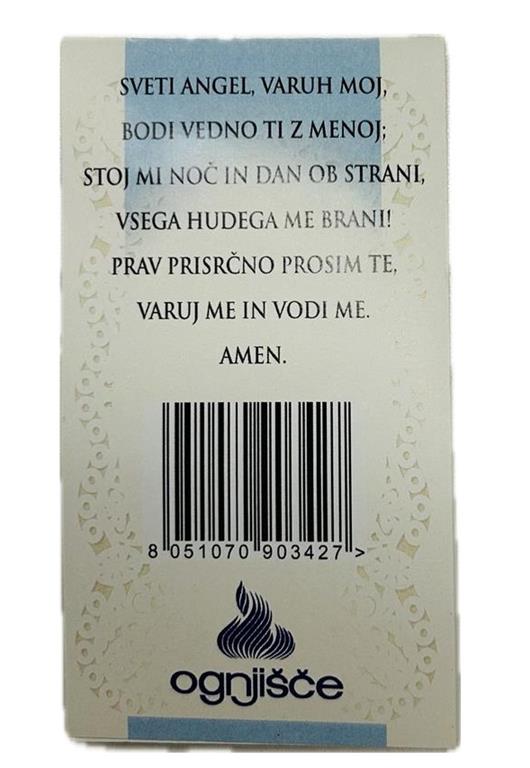 SVETI ANGEL, VARUH MOJ,
BODI VEDNO TI Z MENOJ;
STOJ MI NOČ IN DAN OB STRANI,
VSEGA HUDEGA ME BRANI!
PRAV PRISRČNO PROSIM TE,
VARUJ ME IN VODI ME.
AMEN.
8 051070 903427 >
ognjišče